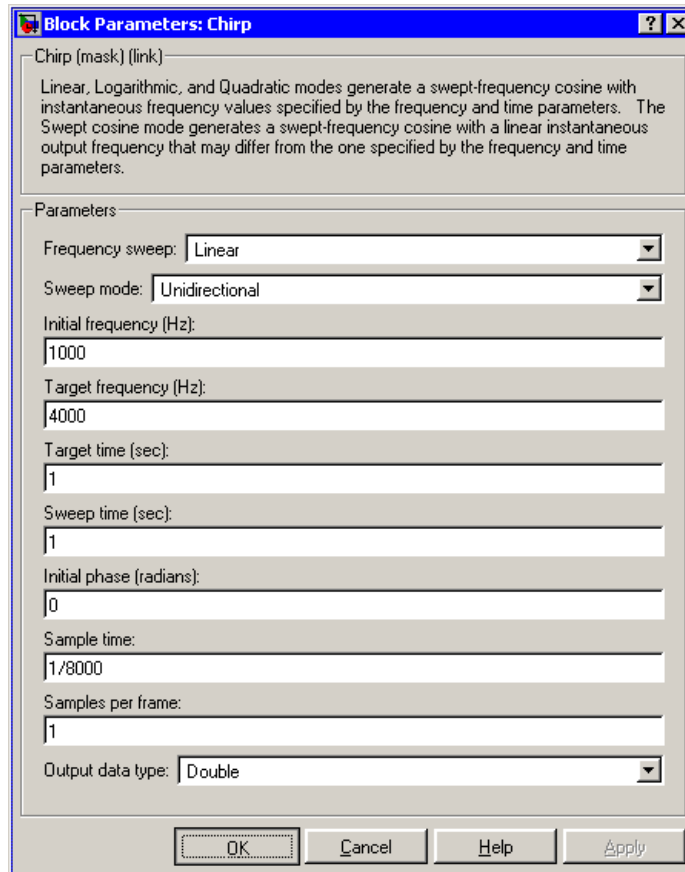 Block Parameters: Chirp
Chirp (mask) (link)
Linear, Logarithmic, and Quadratic modes generate a swept-frequency cosine with
instantaneous frequency values specified by the frequency and time parameters. The
Swept cosine mode generates a swept-frequency cosine with a linear instantaneous
output frequency that may differ from the one specified by the frequency and time
parameters.
Parameters
Frequency sweep: Linear
Sweep mode: Unidirectional
Initial frequency (Hz):
1000
Target frequency (Hz):
4000
Target time (sec):
1
Sweep time (sec):
1
Initial phase (radians):
0
Sample time:
1/8000
Samples per frame:
1
Output data type: Double
OK Cancel Help Apply